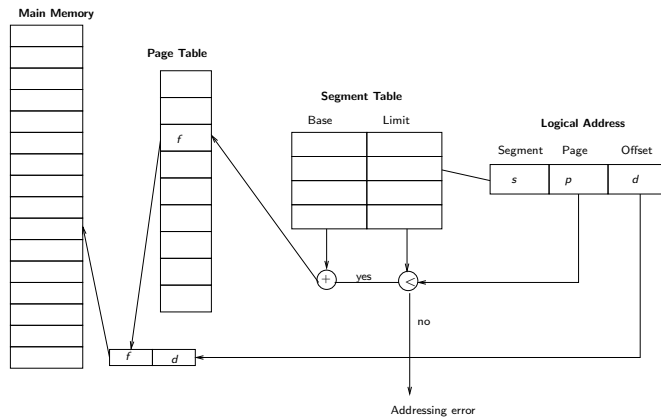 Main Memory
Page Table
Segment Table
Base Limit
Logical Address
Segment Page Offset
f
s p d
+ yes <
no
f d
Addressing error